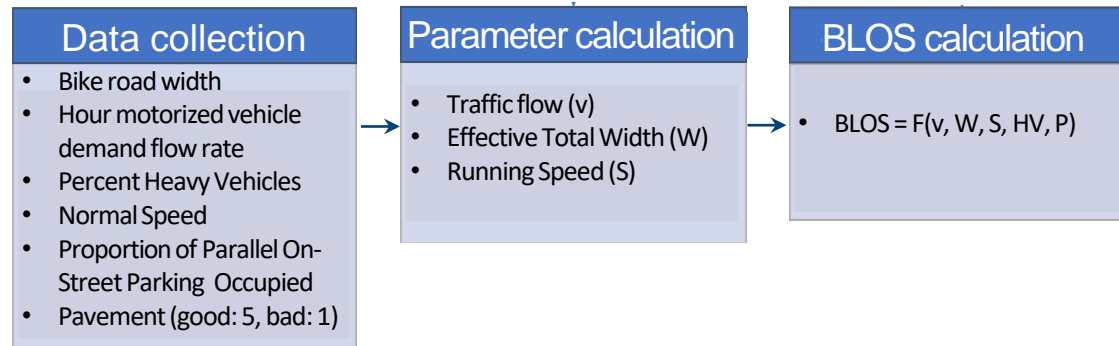 Data collection
• Bike road width
• Hour motorized vehicle
demand flow rate
• Percent Heavy Vehicles
• Normal Speed
• Proportion of Parallel On-
Street Parking Occupied
• Pavement (good: 5, bad: 1)
Parameter calculation
• Traffic flow (v)
• Effective Total Width (W)
• Running Speed (S)
BLOS calculation
• BLOS = F(v, W, S, HV, P)